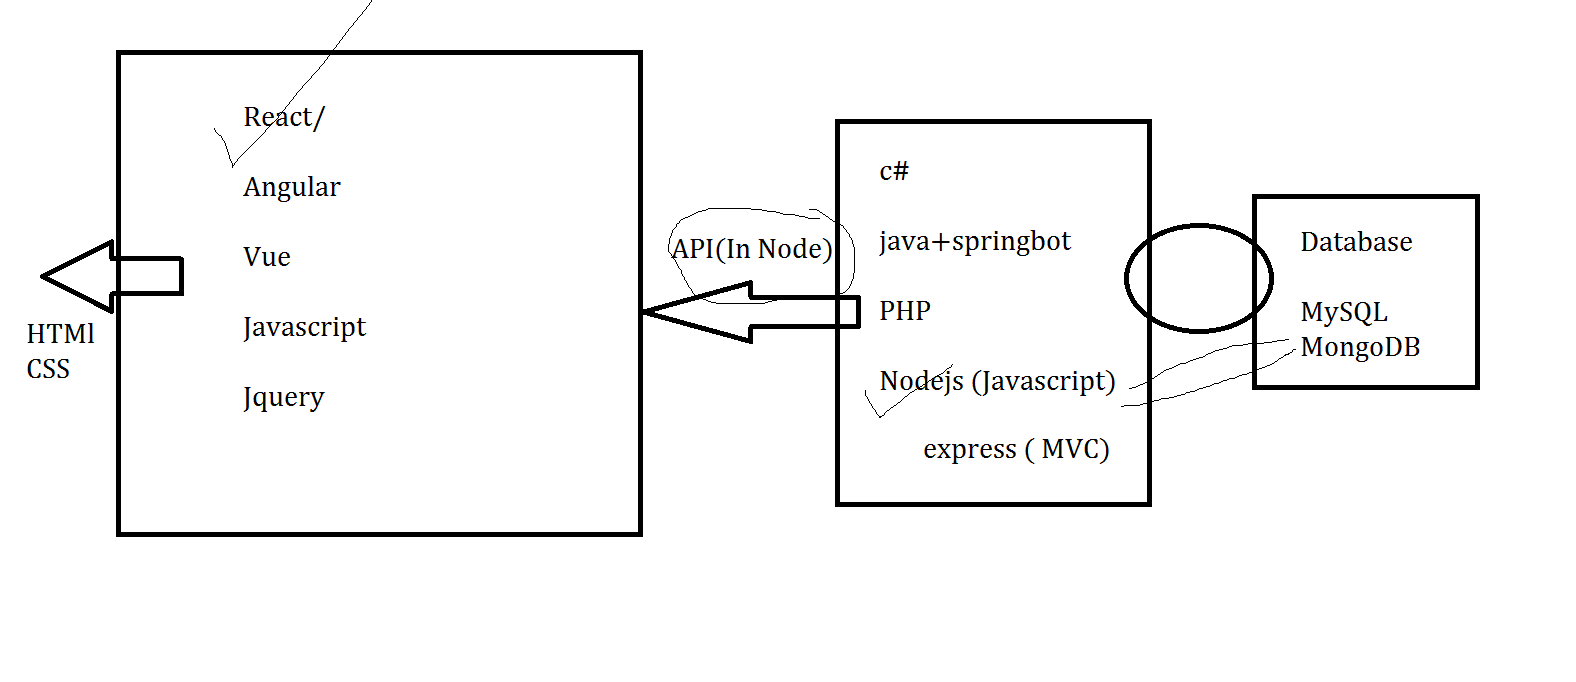 React/
Angular
Vue
Javascript
Jquery
HTMl
CSS
API(In Node)
c#
java+springbot
PHP
Nodejs (Javascript)
express ( MVC)
Database
MySQL
MongoDB